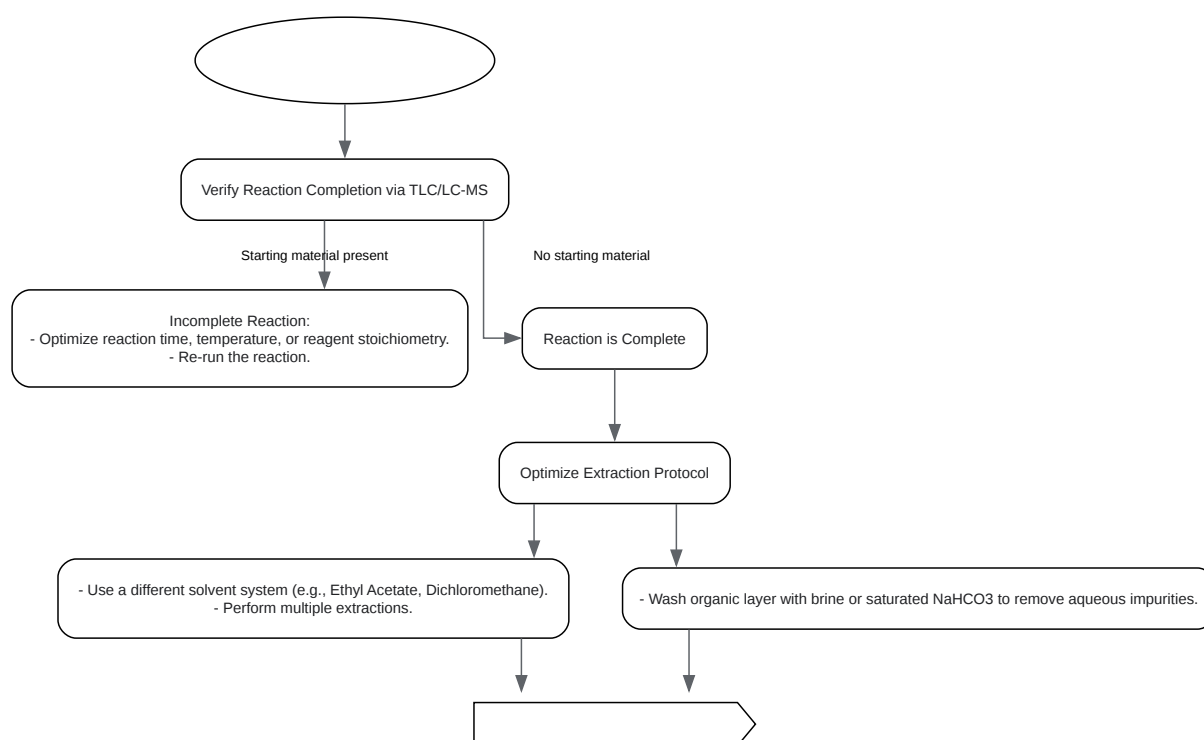 Verify Reaction Completion via TLC/LC-MS
Starting material present
No starting material
Incomplete Reaction:
- Optimize reaction time, temperature, or reagent stoichiometry.
- Re-run the reaction.
Reaction is Complete
Optimize Extraction Protocol
- Use a different solvent system (e.g., Ethyl Acetate, Dichloromethane).
- Perform multiple extractions.
- Wash organic layer with brine or saturated NaHCO3 to remove aqueous impurities.